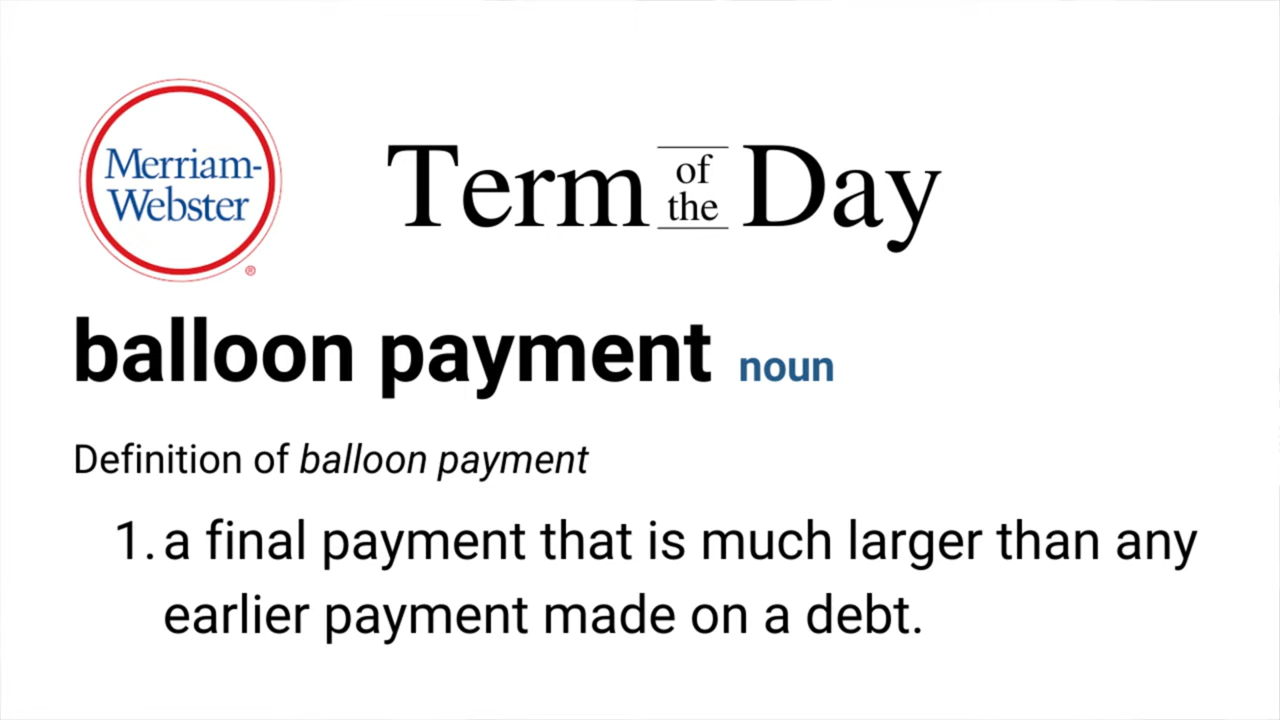 Merriam-
Webster
®
Term of the Day
balloon payment noun
Definition of balloon payment
1. a final payment that is much larger than any
earlier payment made on a debt.